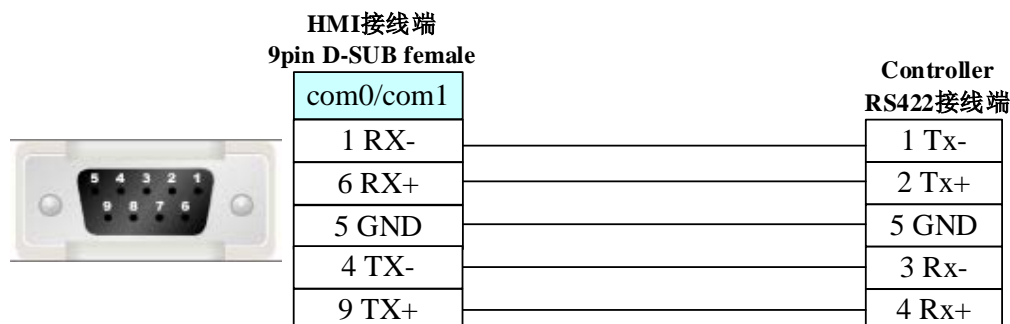 HMI接线端
9pin D-SUB female
Controller
RS422接线端
com0/com1
1 RX-
1 Tx-
6 RX+
2 Tx+
5 GND
5 GND
4 TX-
3 Rx-
9 TX+
4 Rx+
5 4 3 2 1
9 8 7 6